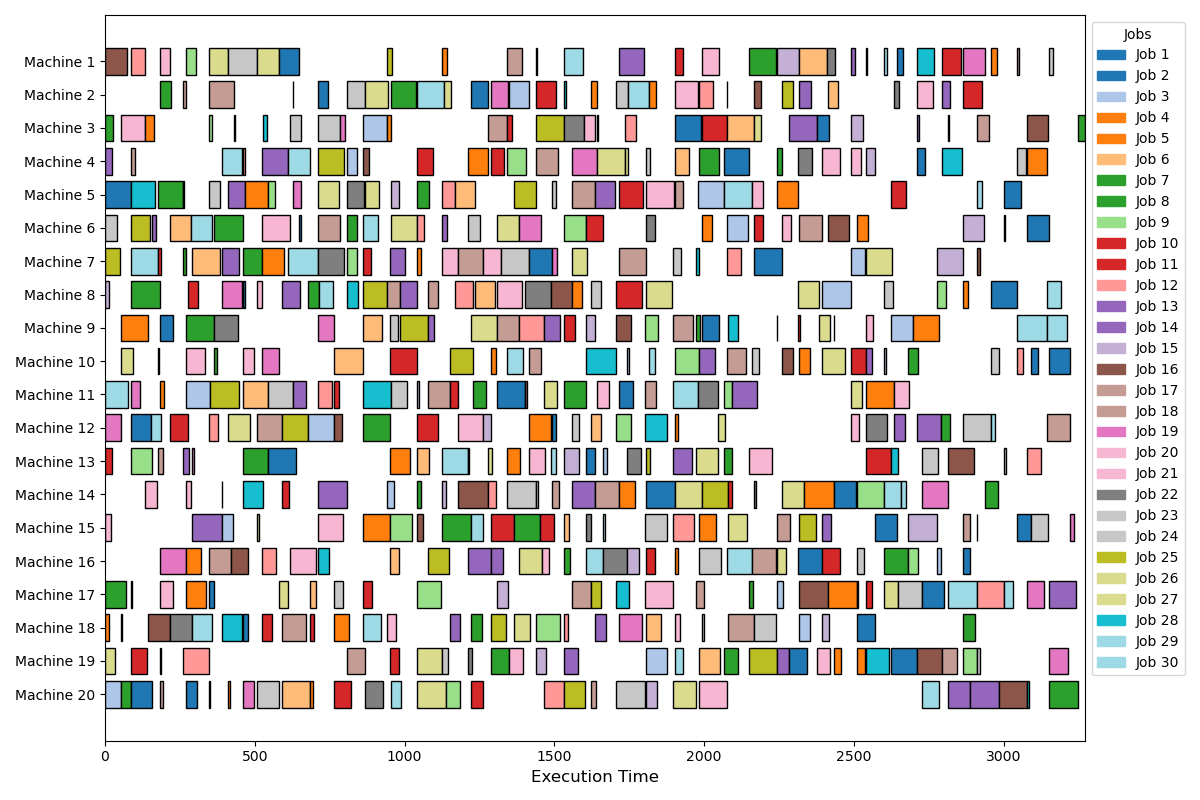 Machine 1
Machine 2
Machine 3
Machine 4
Machine 5
Machine 6
Machine 7
Machine 8
Machine 9
Machine 10
Machine 11
Machine 12
Machine 13
Machine 14
Machine 15
Machine 16
Machine 17
Machine 18
Machine 19
Machine 20
0 500 1000 1500 2000 2500 3000
Execution Time
Jobs
Job 1
Job 2
Job 3
Job 4
Job 5
Job 6
Job 7
Job 8
Job 9
Job 10
Job 11
Job 12
Job 13
Job 14
Job 15
Job 16
Job 17
Job 18
Job 19
Job 20
Job 21
Job 22
Job 23
Job 24
Job 25
Job 26
Job 27
Job 28
Job 29
Job 30